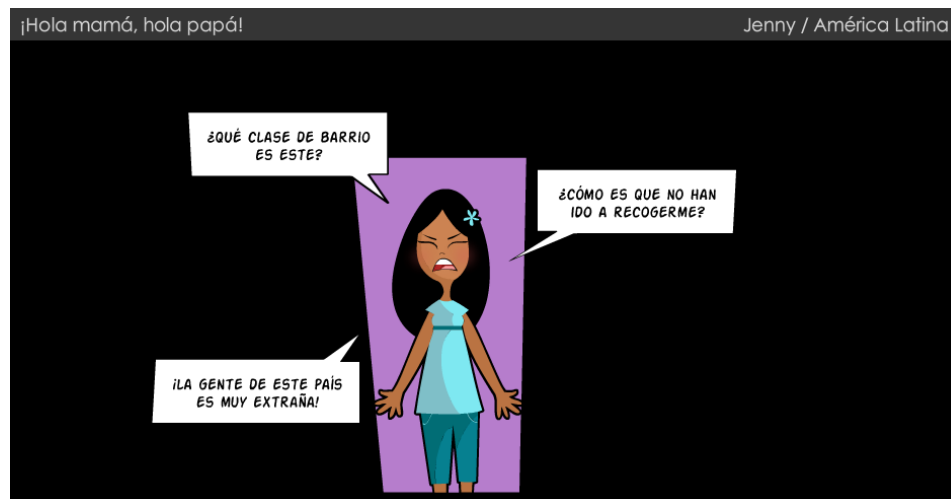 ¡Hola mamá, hola papá!
Jenny / América Latina
¿QUÉ CLASE DE BARRIO
ES ESTE?
¿CÓMO ES QUE NO HAN
IDO A RECOGERME?
¡LA GENTE DE ESTE PAÍS
ES MUY EXTRAÑA!